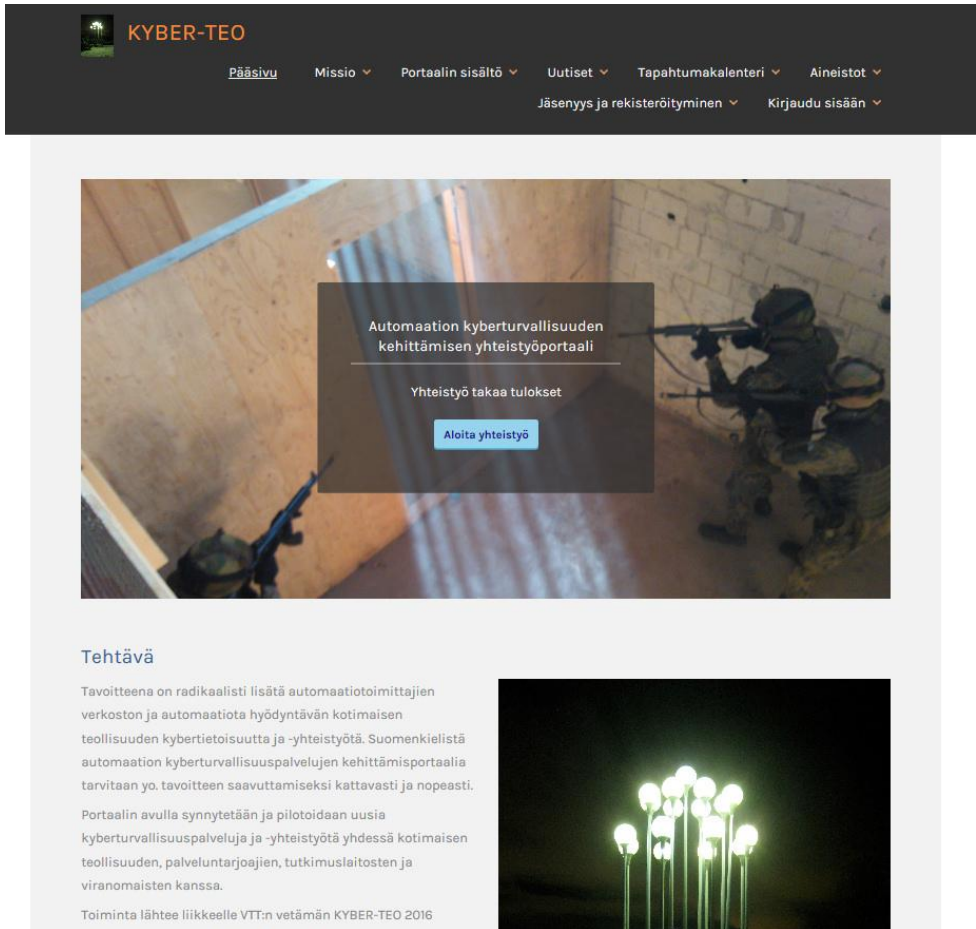 KYBER-TEO
Pääsivu Missio Portaalin sisältö Uutiset Tapahtumakalenteri Aineistot
Jäsenyys ja rekisteröityminen Kirjaudu sisään
Automaation kyberturvallisuuden
kehittämisen yhteistyöportaali
Yhteistyö takaa tulokset
Aloita yhteistyö
Tehtävä
Tavoitteena on radikaalisti lisätä automaatiotoimittajien
verkoston ja automaatiota hyödyntävän kotimaisen
teollisuuden kybertietoisuutta ja -yhteistyötä. Suomenkielistä
automaation kyberturvallisuuspalvelujen kehittämisportaalia
tarvitaan yo. tavoitteen saavuttamiseksi kattavasti ja nopeasti.
Portaalin avulla synnytetään ja pilotoidaan uusia
kyberturvallisuuspalveluja ja -yhteistyötä yhdessä kotimaisen
teollisuuden, palveluntarjoajien, tutkimuslaitosten ja
viranomaisten kanssa.
Toiminta lähtee liikkeelle VTT:n vetämän KYBER-TEO 2016